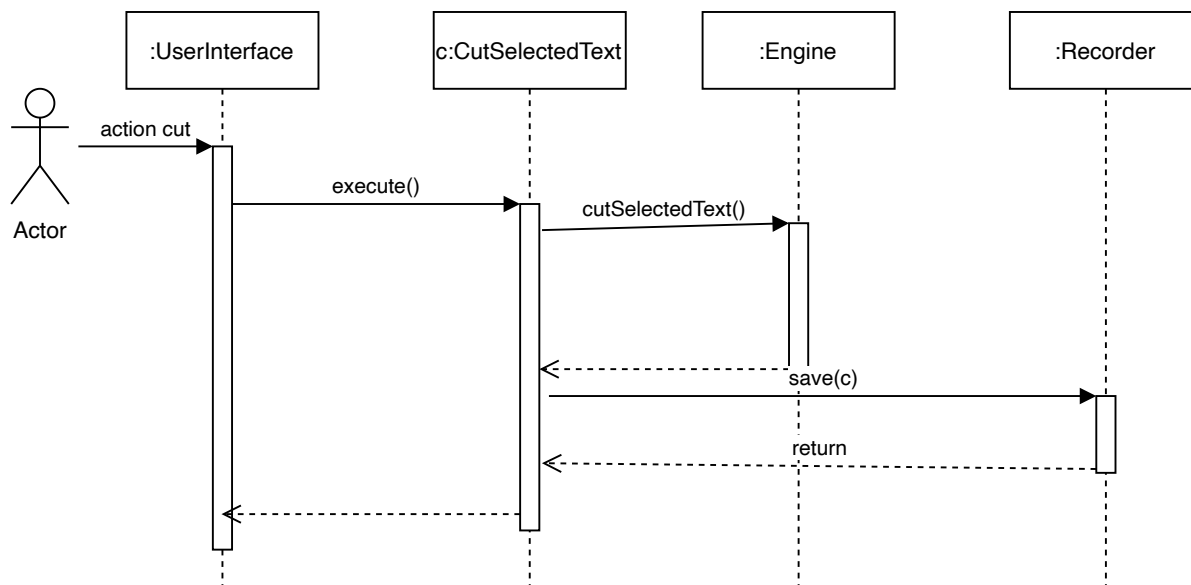 :UserInterface
c:CutSelectedText
:Engine
:Recorder
action cut
execute()
cutSelectedText()
Actor
save(c)
return